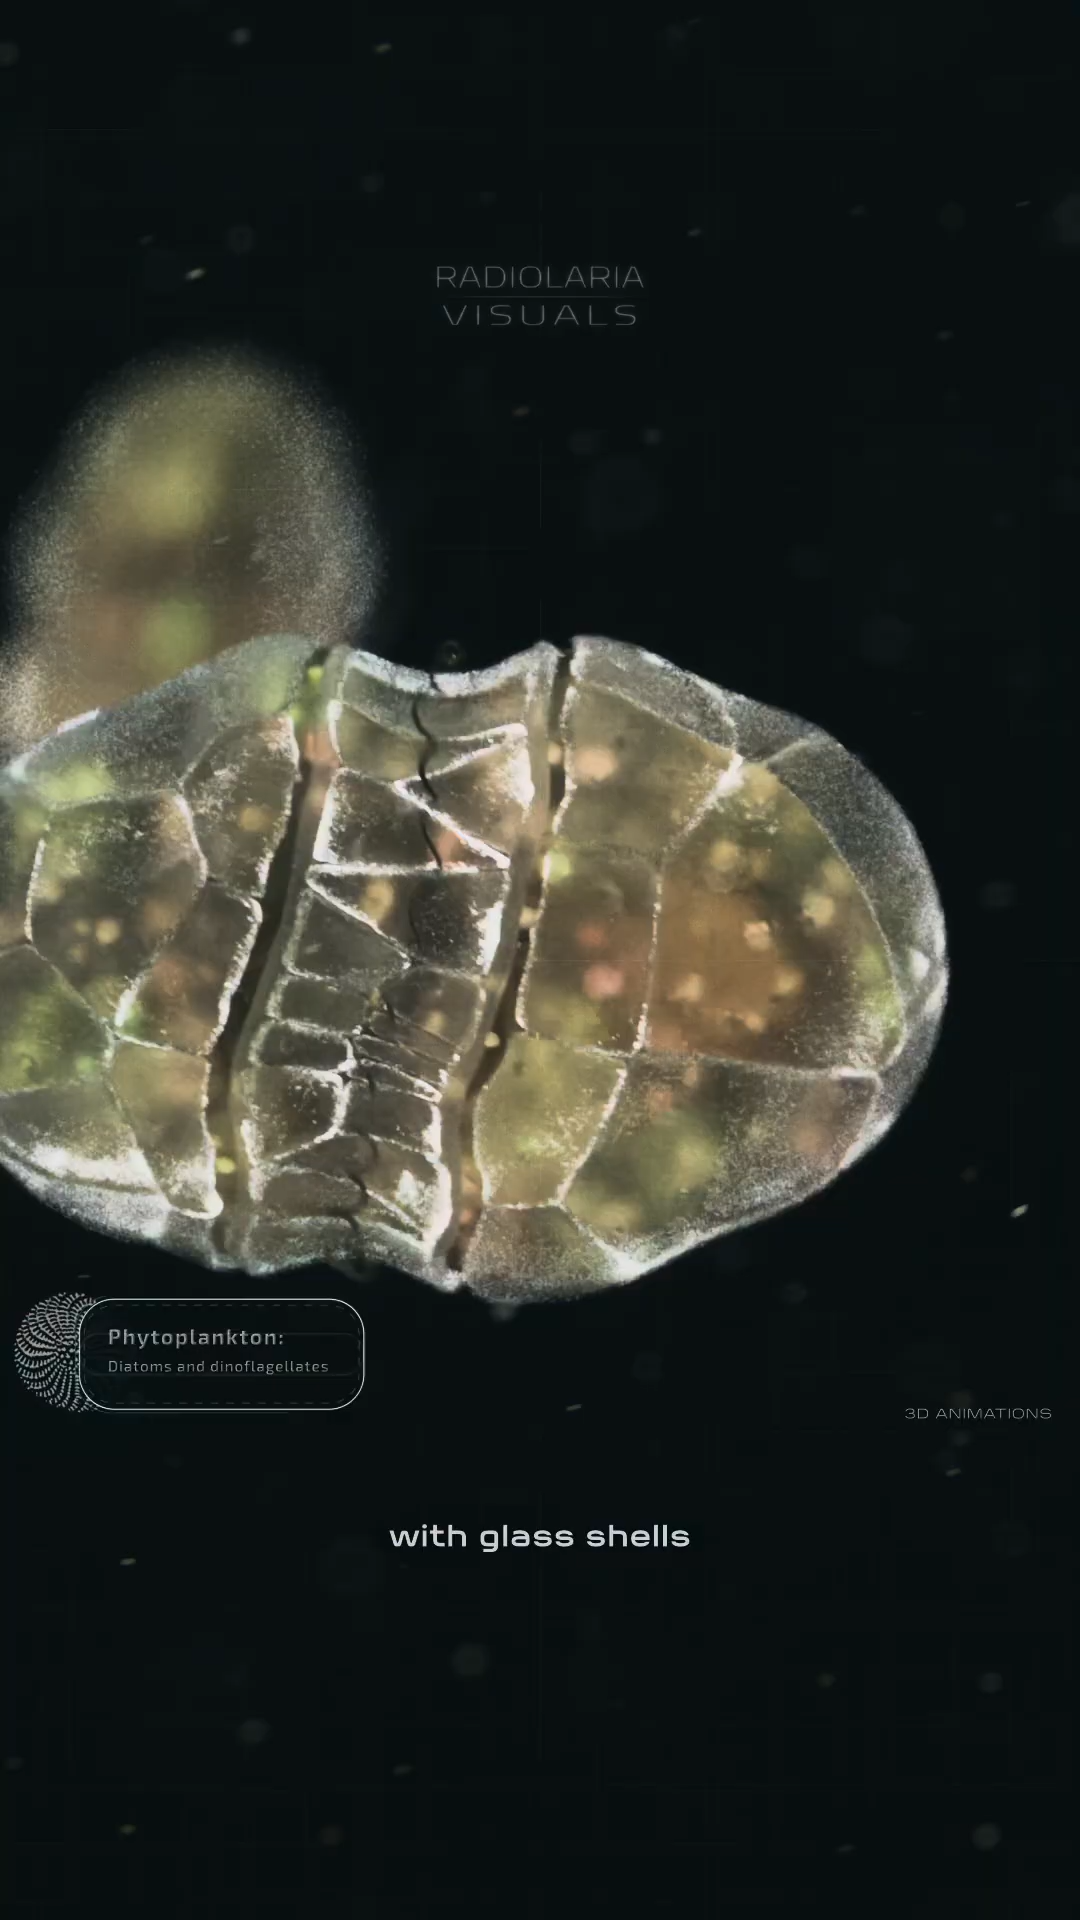 RADIOLARIA
VISUALS
Phytoplankton:
Diatoms and dinoflagellates
3D ANIMATIONS
with glass shells